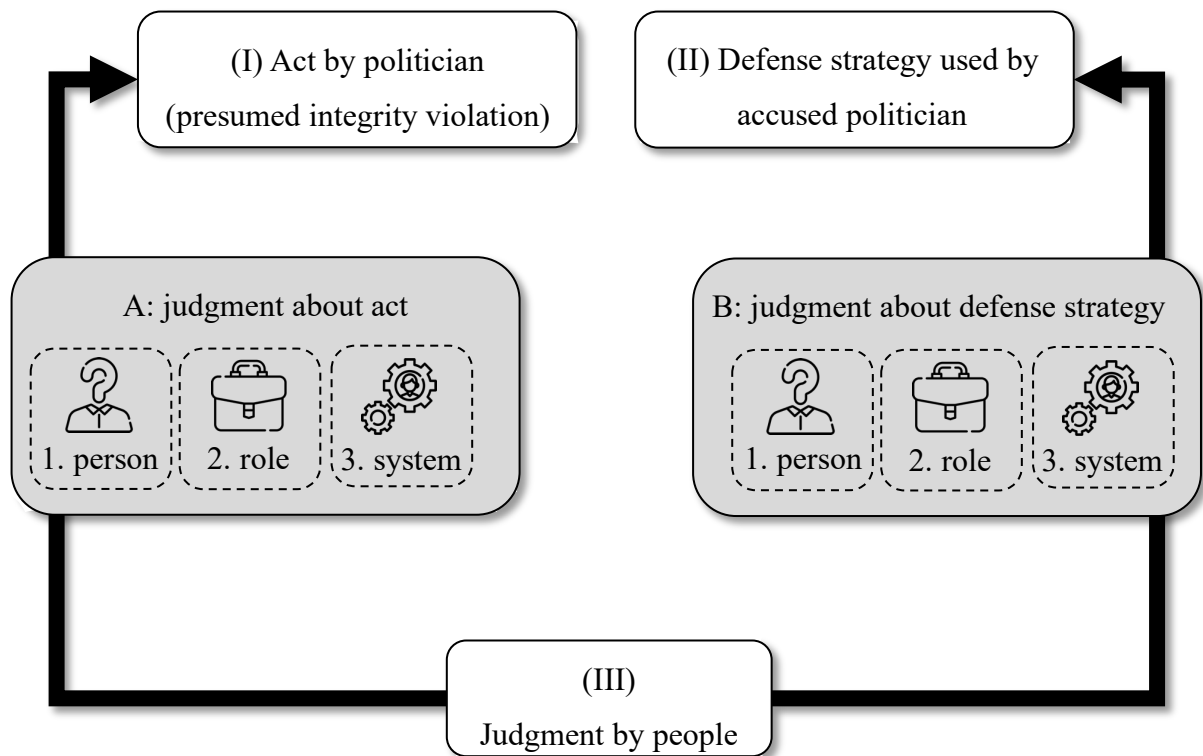 (I) Act by politician
(presumed integrity violation)
(II) Defense strategy used by
accused politician
A: judgment about act
1. person
2. role
3. system
B: judgment about defense strategy
1. person
2. role
3. system
(III)
Judgment by people